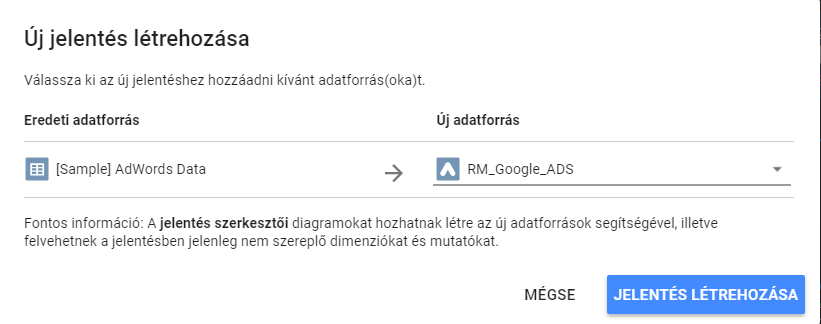 Új jelentés létrehozása
Válassza ki az új jelentéshez hozzáadni kívánt adatforrás(oka)t.
Eredeti adatforrás Új adatforrás
[Sample] AdWords Data RM_Google_ADS
Fontos információ: A jelentés szerkesztői diagramokat hozhatnak létre az új adatforrások segítségével, illetve
felvehetnek a jelentésben jelenleg nem szereplő dimenziókat és mutatókat.
MÉGSE JELENTÉS LÉTREHOZÁSA